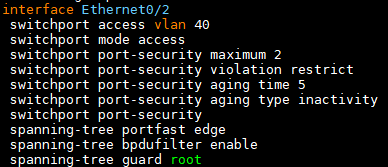 interface Ethernet0/2
switchport access vlan 40
switchport mode access
switchport port-security maximum 2
switchport port-security violation restrict
switchport port-security aging time 5
switchport port-security aging type inactivity
switchport port-security
spanning-tree portfast edge
spanning-tree bpdufilter enable
spanning-tree guard root